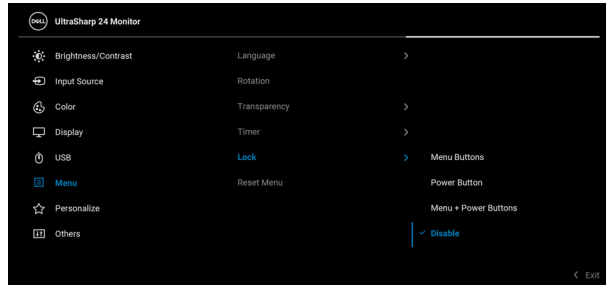 DELL UltraSharp 24 Monitor
Brightness/Contrast Language
Input Source Rotation
Color Transparency
Display Timer
USB Lock Menu Buttons
Menu Reset Menu Power Button
Personalize Menu + Power Buttons
Others Disable
Exit